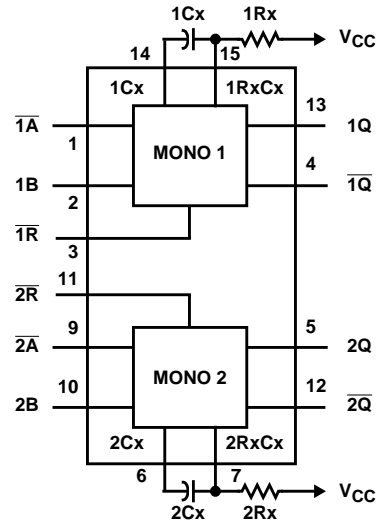 1Cx 1Rx
VCC
14 15
1Cx 1RxCx
1A 13 1Q
1 MONO 1
4
1B 1Q
2
1R
3
11
2R
9 5
2A 2Q
10 MONO 2 12
2B 2Q
2Cx 2RxCx
6 7
VCC
2Cx 2Rx